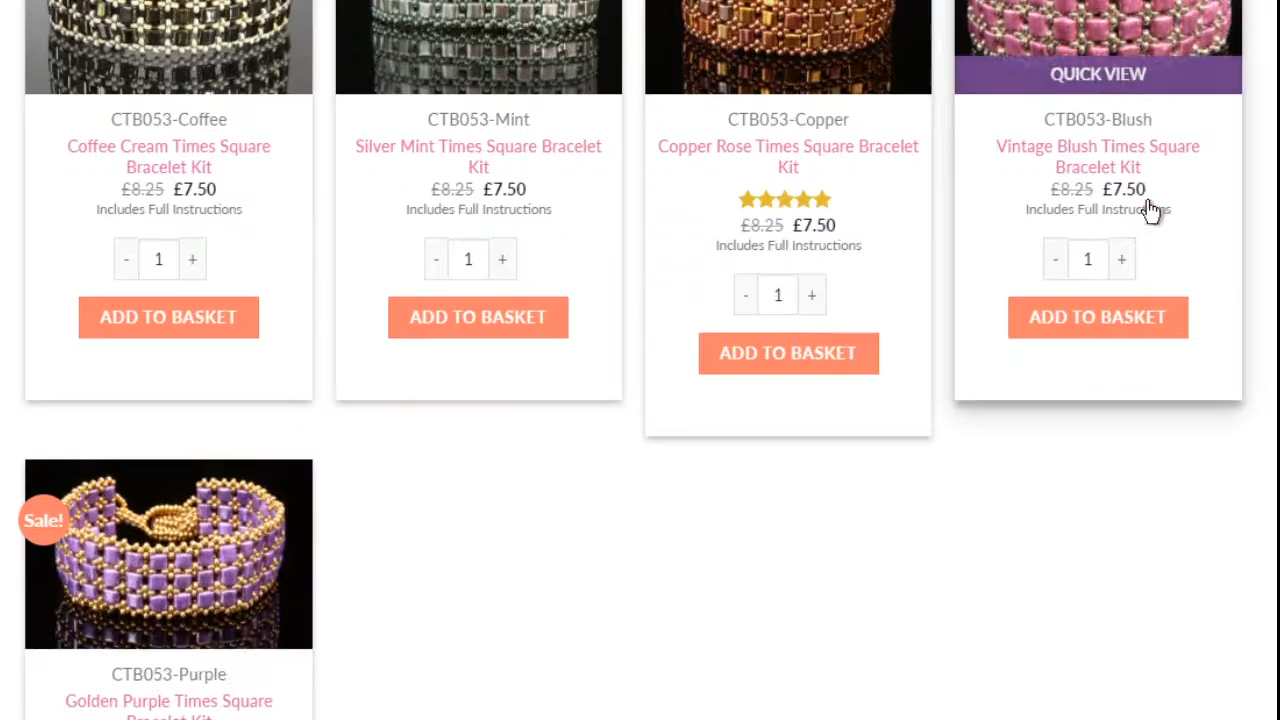 QUICK VIEW
CTB053-Coffee
Coffee Cream Times Square
Bracelet Kit
£8.25 £7.50
Includes Full Instructions
- 1 +
ADD TO BASKET
CTB053-Mint
Silver Mint Times Square Bracelet
Kit
£8.25 £7.50
Includes Full Instructions
- 1 +
ADD TO BASKET
CTB053-Copper
Copper Rose Times Square Bracelet
Kit
£8.25 £7.50
Includes Full Instructions
- 1 +
ADD TO BASKET
CTB053-Blush
Vintage Blush Times Square
Bracelet Kit
£8.25 £7.50
Includes Full Instructions
- 1 +
ADD TO BASKET
Sale!
CTB053-Purple
Golden Purple Times Square
Bracelet Kit